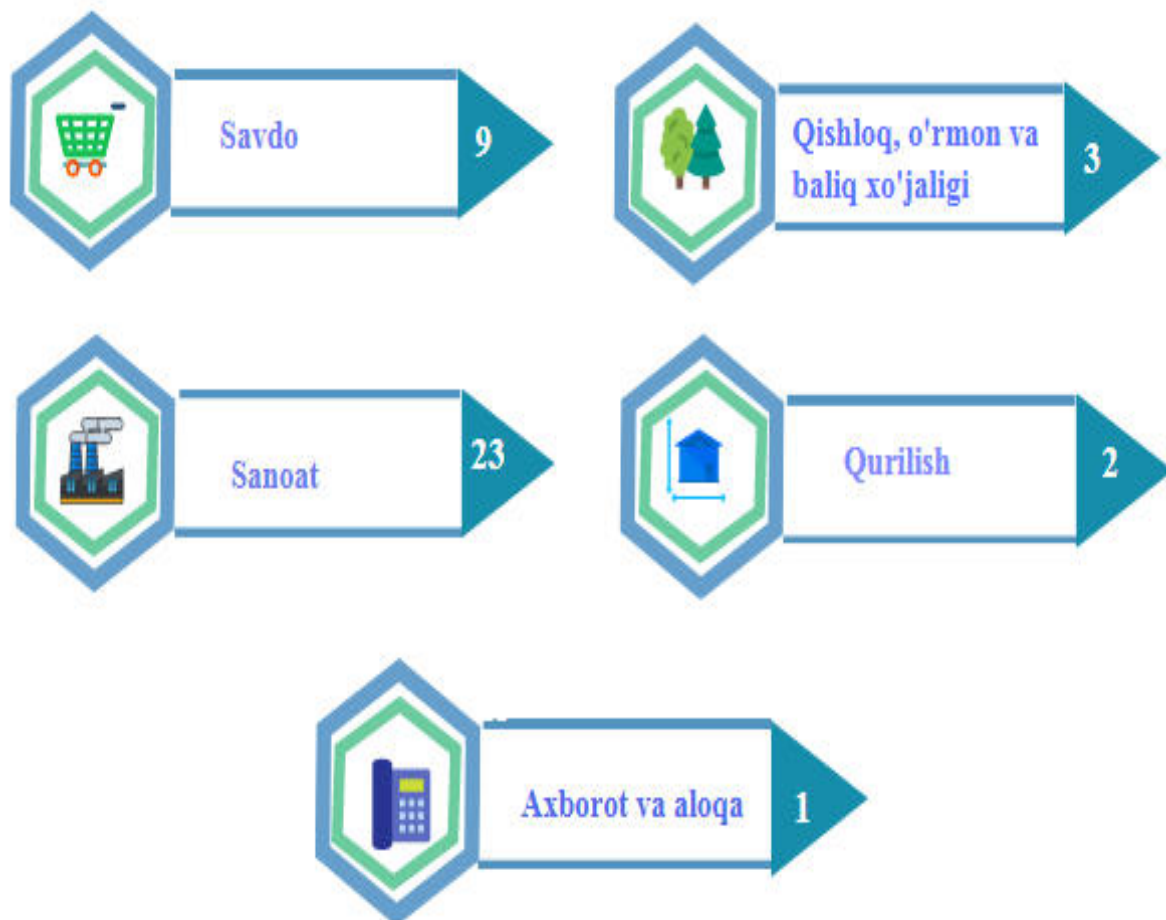 Savdo
9
Qishloq, o'rmon va
baliq xo'jaligi
3
Sanoat
23
Qurilish
2
Axborot va aloqa
1